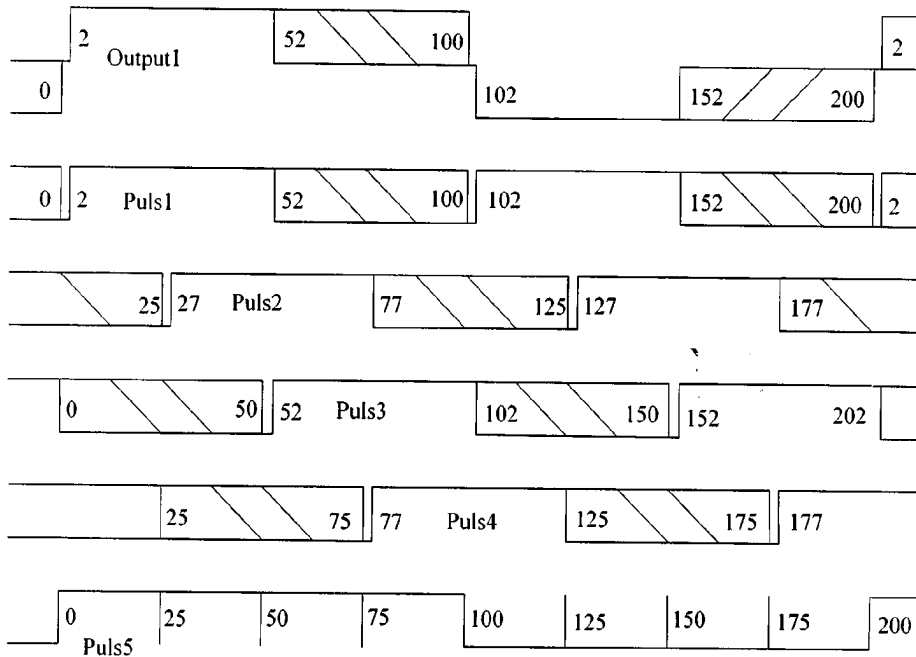 2 52 100 2
Output1
0 102 152 200
0 2 Puls1 52 100 102 152 200 2
25 27 Puls2 77 125 127 177
0 50 52 Puls3 102 150 152 202
25 75 77 Puls4 125 175 177
0 25 50 75 100 125 150 175 200
Puls5